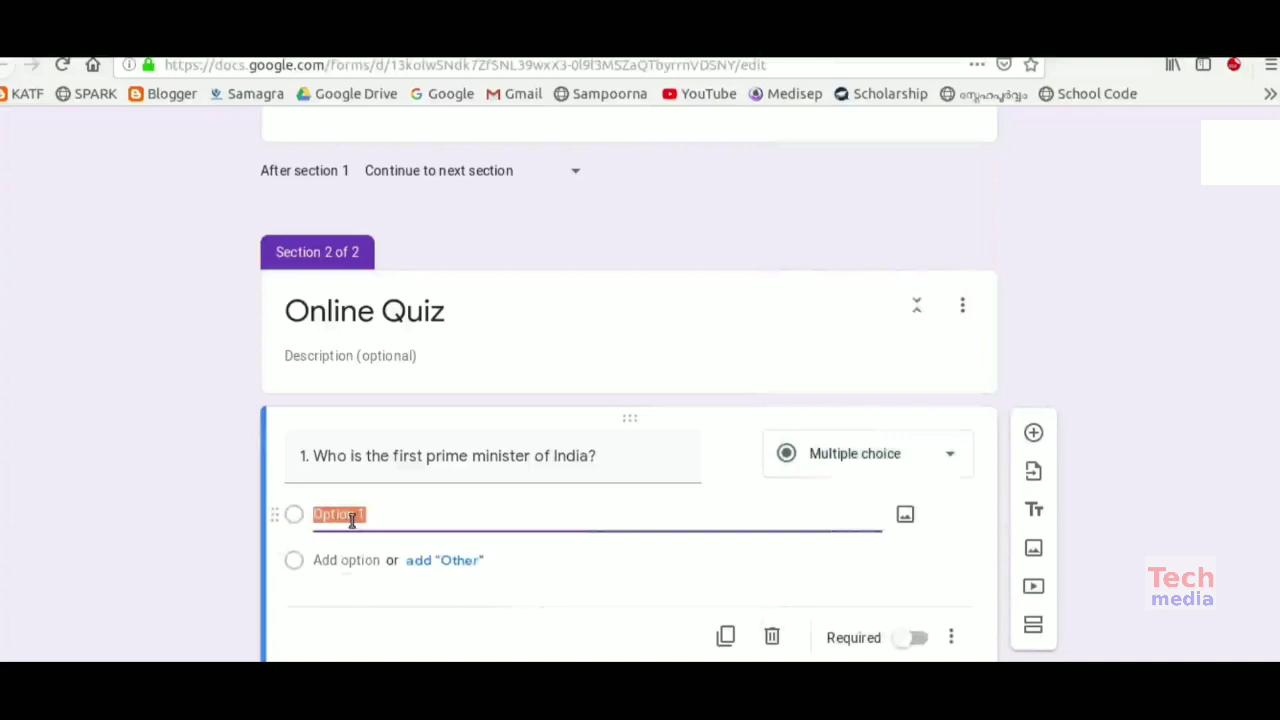 https://docs.google.com/forms/d/13kolwSNdk7ZfSNL39wxX3-0l9l3MSZaQTbyrrnVDSNY/edit
KATF SPARK Blogger Samagra Google Drive Google Gmail Sampoorna YouTube Medisep Scholarship സ്നേഹപൂർവ്വം School Code
After section 1 Continue to next section
Section 2 of 2
Online Quiz
Description (optional)
1. Who is the first prime minister of India?
Multiple choice
Option 1
Add option or add "Other"
Required
Tech
media